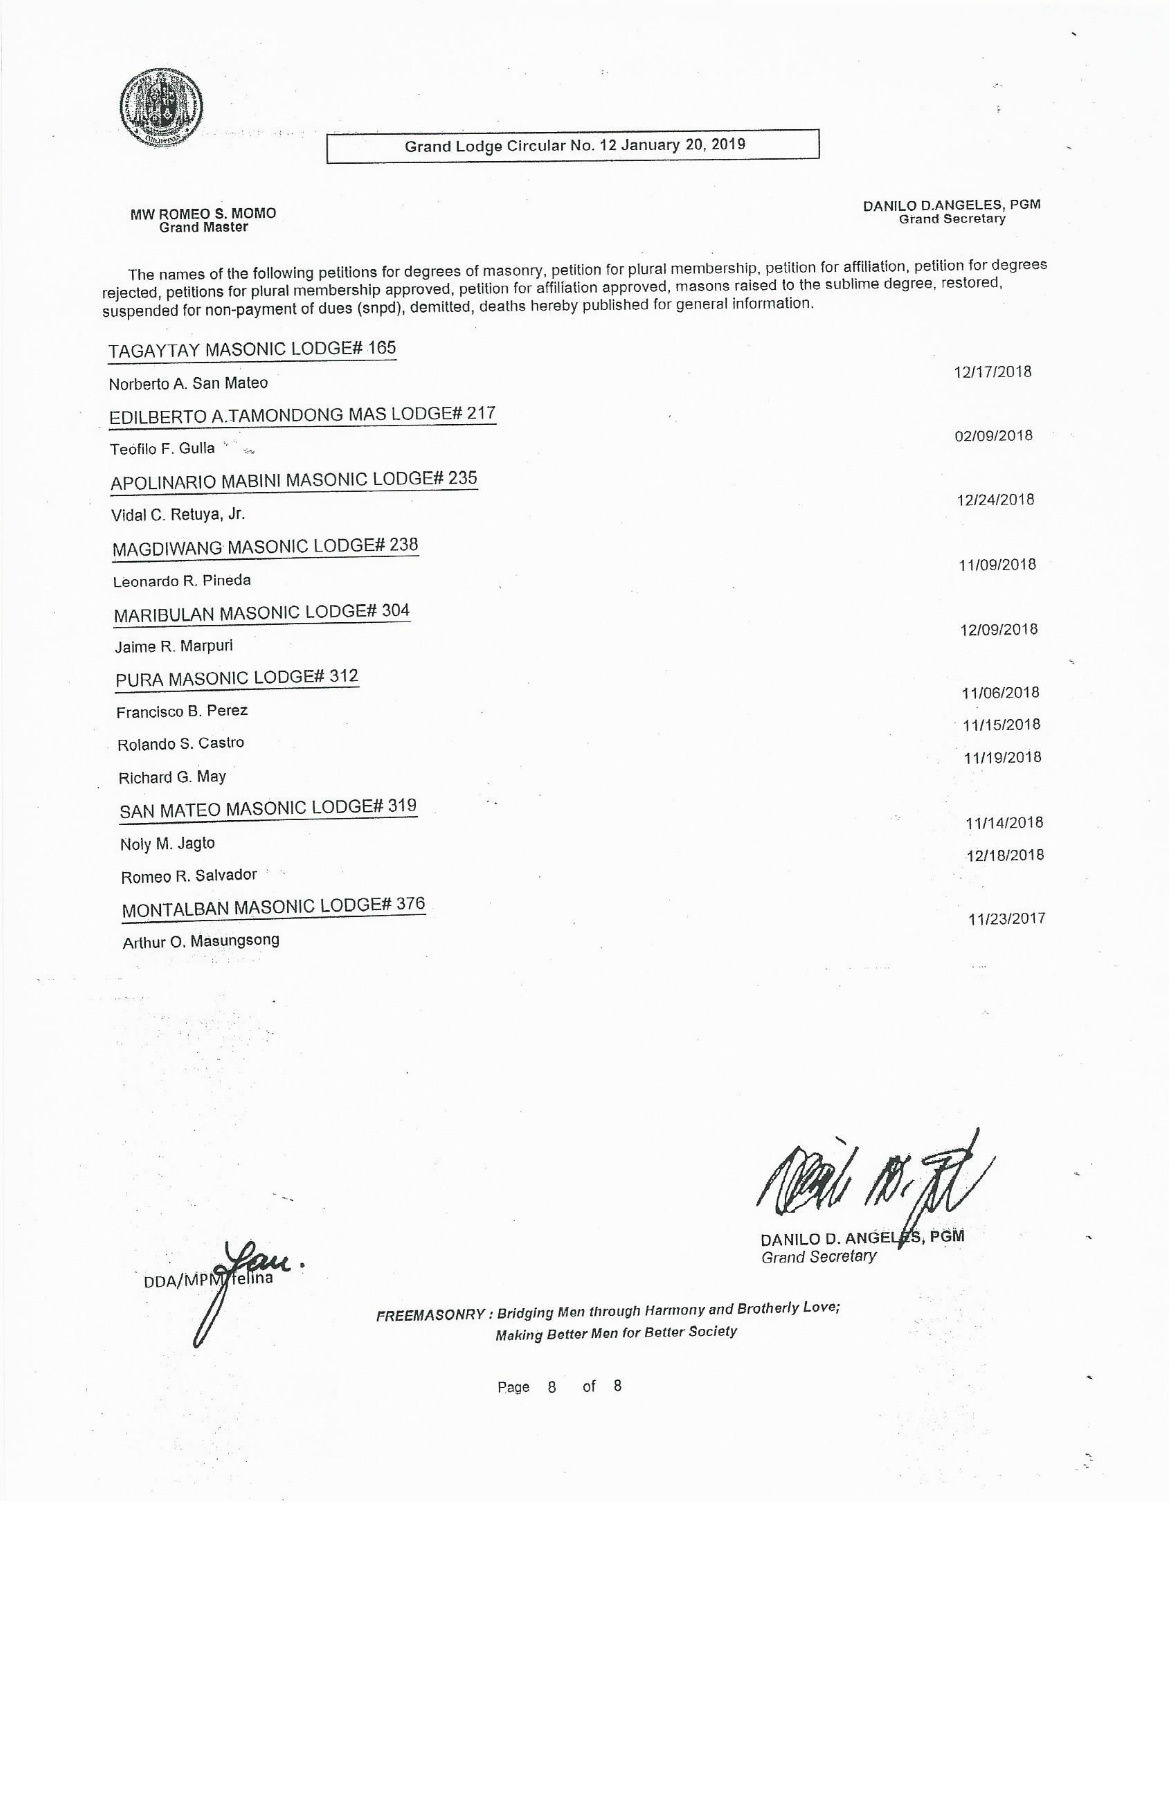 PHILIPPINES
Grand Lodge Circular No. 12 January 20, 2019
MW ROMEO S. MOMO
Grand Master
DANILO D.ANGELES, PGM
Grand Secretary
The names of the following petitions for degrees of masonry, petition for plural membership, petition for affiliation, petition for degrees
rejected, petitions for plural membership approved, petition for affiliation approved, masons raised to the sublime degree, restored,
suspended for non-payment of dues (snpd), demitted, deaths hereby published for general information.
TAGAYTAY MASONIC LODGE# 165
Norberto A. San Mateo 12/17/2018
EDILBERTO A.TAMONDONG MAS LODGE# 217
Teofilo F. Gulla 02/09/2018
APOLINARIO MABINI MASONIC LODGE# 235
Vidal C. Retuya, Jr. 12/24/2018
MAGDIWANG MASONIC LODGE# 238
Leonardo R. Pineda 11/09/2018
MARIBULAN MASONIC LODGE# 304
Jaime R. Marpuri 12/09/2018
PURA MASONIC LODGE# 312
Francisco B. Perez 11/06/2018
Rolando S. Castro 11/15/2018
Richard G. May 11/19/2018
SAN MATEO MASONIC LODGE# 319
Noly M. Jagto 11/14/2018
Romeo R. Salvador 12/18/2018
MONTALBAN MASONIC LODGE# 376
Arthur O. Masungsong 11/23/2017
DANILO D. ANGELES, PGM
Grand Secretary
DDA/MPM/telina
FREEMASONRY : Bridging Men through Harmony and Brotherly Love;
Making Better Men for Better Society
Page 8 of 8